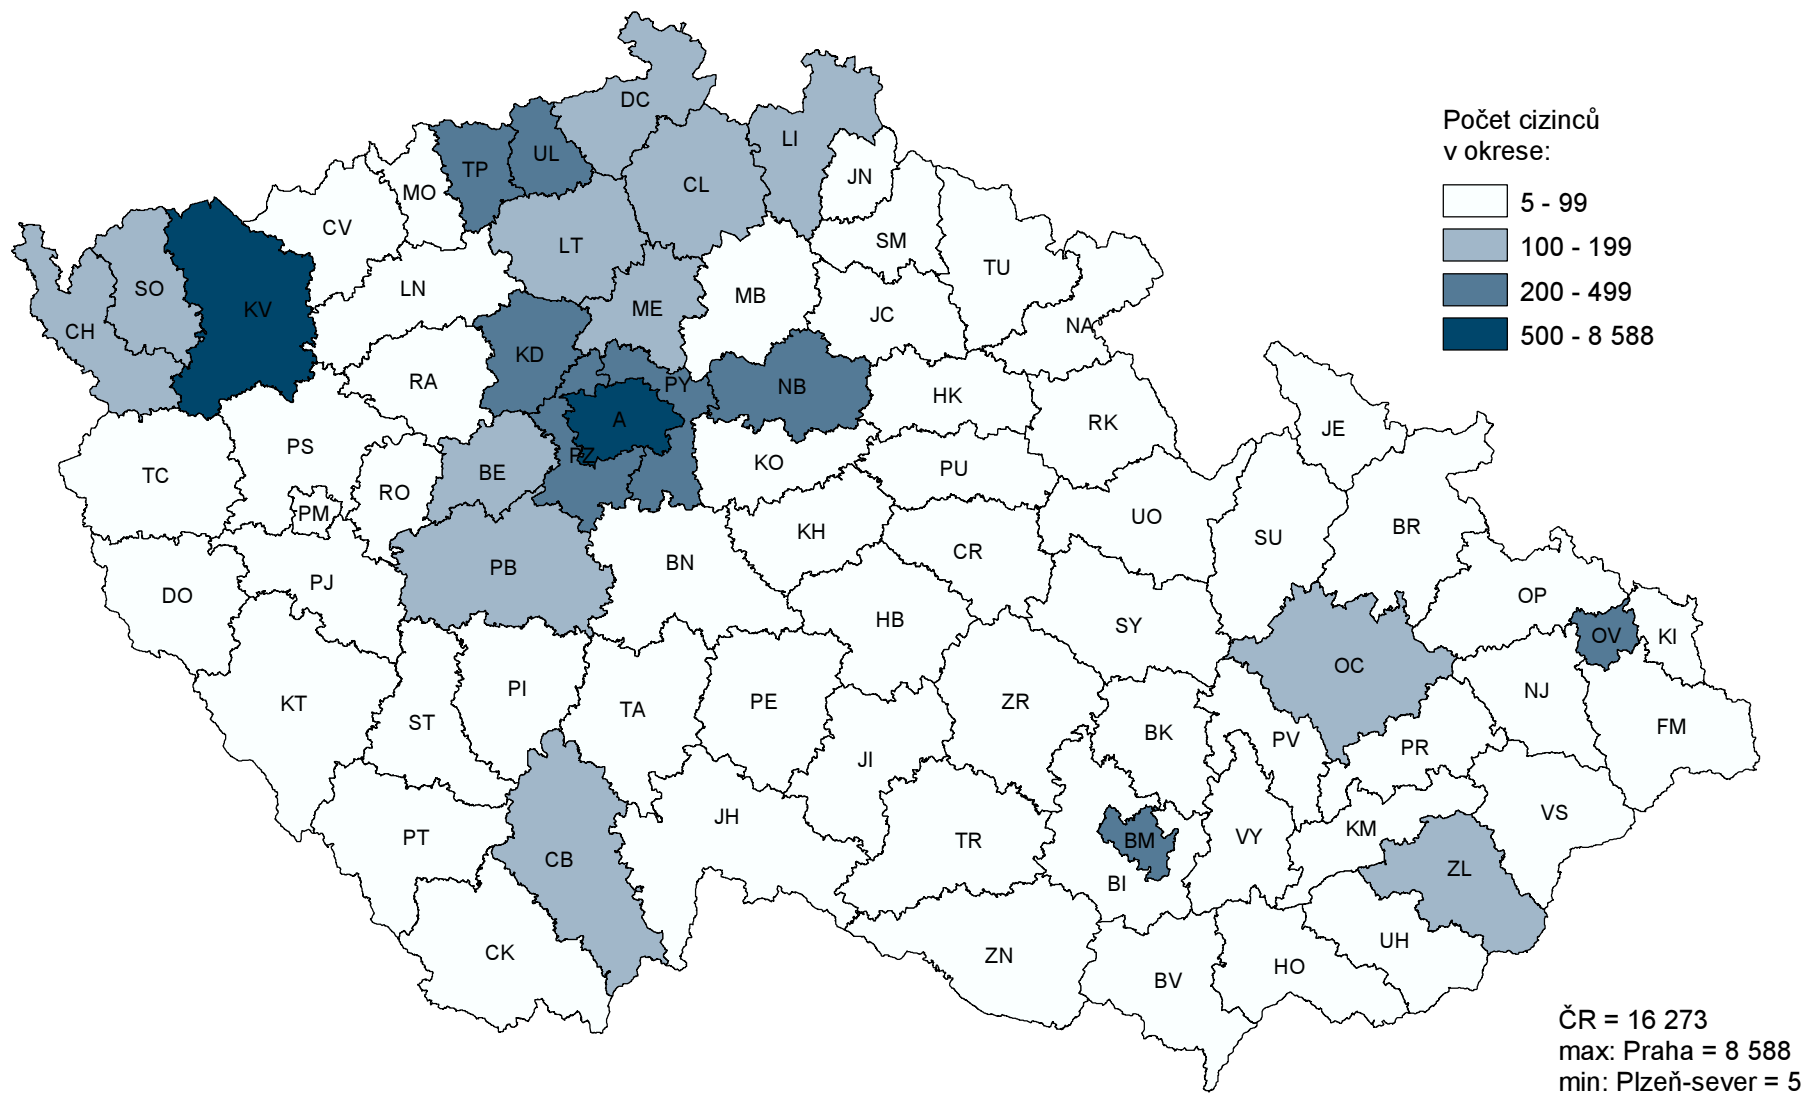 DC
LI
UL
TP
CL
JN
MO
CV
SM
LT
TU
SO
LN
MB
ME
KV
JC
NA
CH
KD
RA
PY
NB
HK
A
RK
JE
PS
PZ
KO
PU
TC
BE
RO
PM
UO
BR
KH
SU
CR
PB
BN
PJ
DO
OP
HB
SY
OV
KI
OC
PI
NJ
KT
PE
ZR
TA
ST
FM
BK
PV
PR
JI
VS
JH
KM
PT
TR
BM
VY
CB
ZL
BI
UH
CK
ZN
HO
BV
Počet cizinců
v okrese:
5 - 99
100 - 199
200 - 499
500 - 8 588
ČR = 16 273
max: Praha = 8 588
min: Plzeň-sever = 5